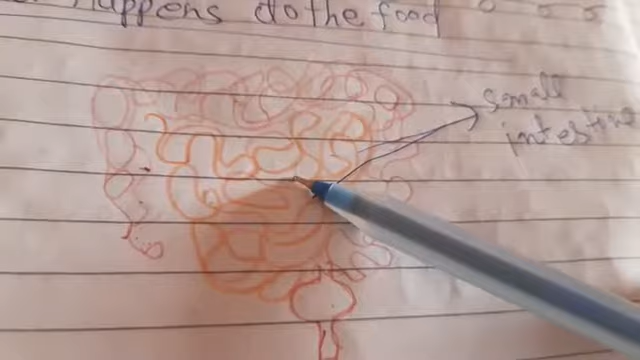 happens do the food
small
intestine